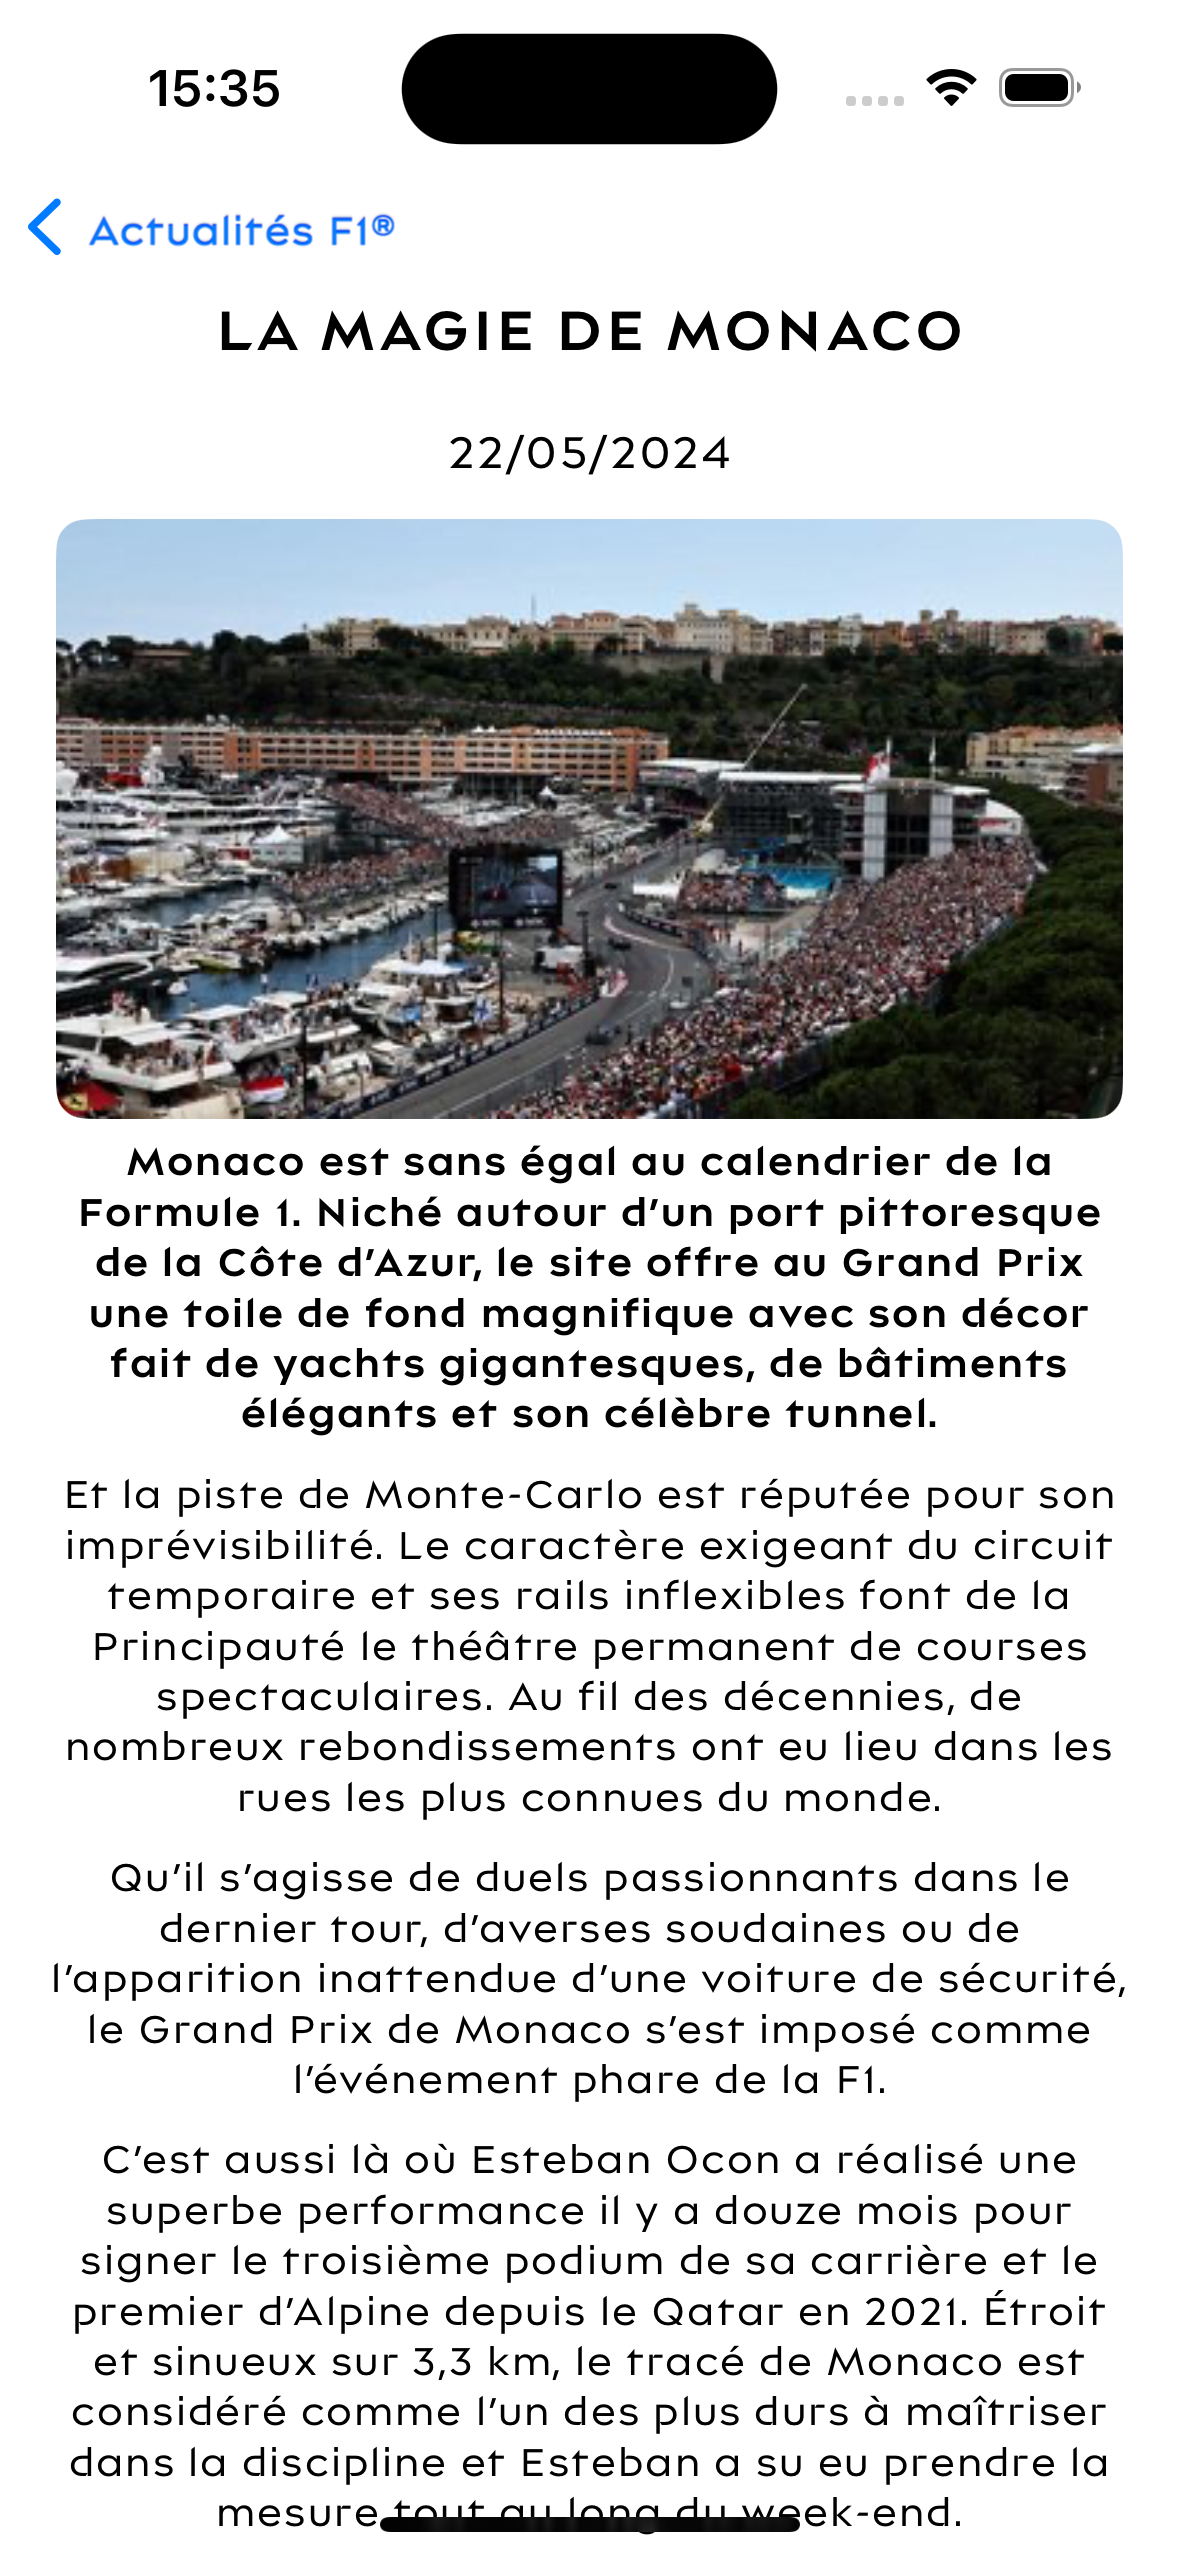 15:35
Actualités F1®
LA MAGIE DE MONACO
22/05/2024
Monaco est sans égal au calendrier de la
Formule 1. Niché autour d’un port pittoresque
de la Côte d’Azur, le site offre au Grand Prix
une toile de fond magnifique avec son décor
fait de yachts gigantesques, de bâtiments
élégants et son célèbre tunnel.
Et la piste de Monte-Carlo est réputée pour son
imprévisibilité. Le caractère exigeant du circuit
temporaire et ses rails inflexibles font de la
Principauté le théâtre permanent de courses
spectaculaires. Au fil des décennies, de
nombreux rebondissements ont eu lieu dans les
rues les plus connues du monde.
Qu’il s’agisse de duels passionnants dans le
dernier tour, d’averses soudaines ou de
l’apparition inattendue d’une voiture de sécurité,
le Grand Prix de Monaco s’est imposé comme
l’événement phare de la F1.
C’est aussi là où Esteban Ocon a réalisé une
superbe performance il y a douze mois pour
signer le troisième podium de sa carrière et le
premier d’Alpine depuis le Qatar en 2021. Étroit
et sinueux sur 3,3 km, le tracé de Monaco est
considéré comme l’un des plus durs à maîtriser
dans la discipline et Esteban a su eu prendre la
mesure tout au long du week-end.